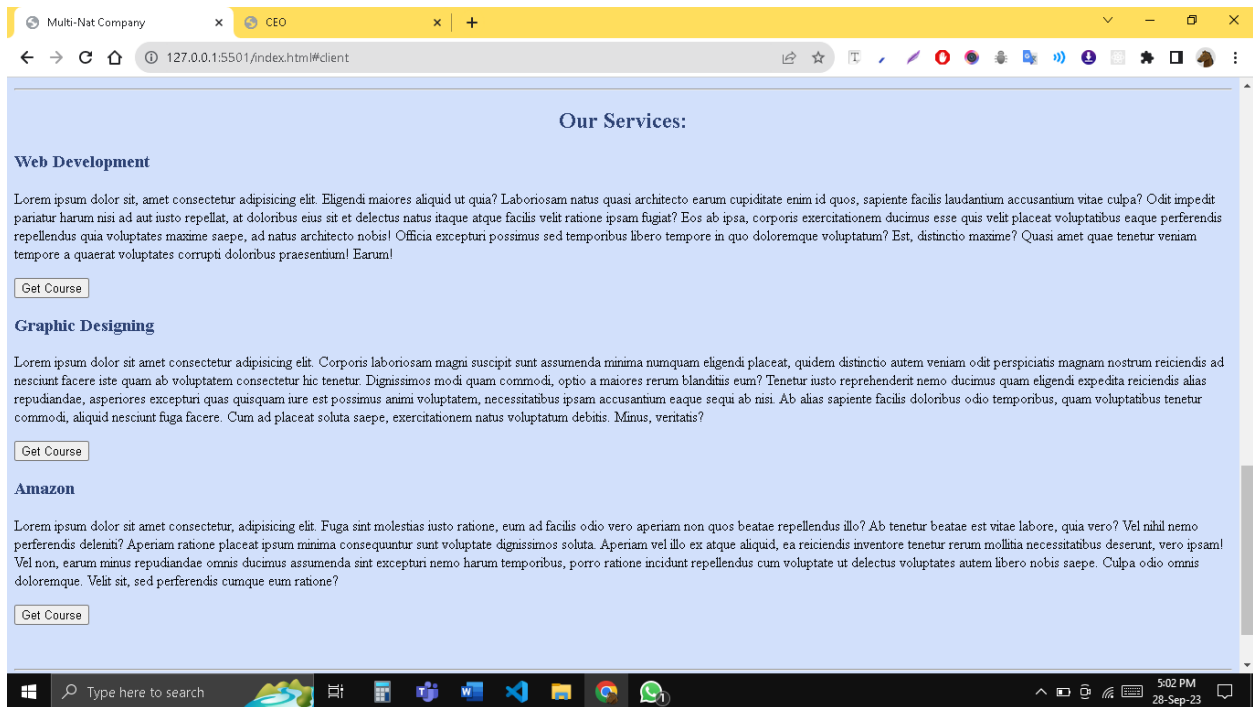 Multi-Nat Company
CEO
127.0.0.1:5501/index.html#client
Our Services:
Web Development
Lorem ipsum dolor sit, amet consectetur adipisicing elit. Eligendi maiores aliquid ut quia? Laboriosam natus quasi architecto earum cupiditate enim id quos, sapiente facilis laudantium accusantium vitae culpa? Odit impedit
pariatur harum nisi ad aut iusto repellat, at doloribus eius sit et delectus natus itaque atque facilis velit ratione ipsam fugiat? Eos ab ipsa, corporis exercitationem ducimus esse quis velit placeat voluptatibus eaque perferendis
repellendus quia voluptates maxime saepe, ad natus architecto nobis! Officia excepturi possimus sed temporibus libero tempore in quo doloremque voluptatum? Est, distinctio maxime? Quasi amet quae tenetur veniam
tempore a quaerat voluptates corrupti doloribus praesentium! Earum!
Get Course
Graphic Designing
Lorem ipsum dolor sit amet consectetur adipisicing elit. Corporis laboriosam magni suscipit sunt assumenda minima numquam eligendi placeat, quidem distinctio autem veniam odit perspiciatis magnam nostrum reiciendis ad
nesciunt facere iste quam ab voluptatem consectetur hic tenetur. Dignissimos modi quam commodi, optio a maiores rerum blanditiis eum? Tenetur iusto reprehenderit nemo ducimus quam eligendi expedita reiciendis alias
repudiandae, asperiores excepturi quas quisquam iure est possimus animi voluptatem, necessitatibus ipsam accusantium eaque sequi ab nisi. Ab alias sapiente facilis doloribus odio temporibus, quam voluptatibus tenetur
commodi, aliquid nesciunt fuga facere. Cum ad placeat soluta saepe, exercitationem natus voluptatum debitis. Minus, veritatis?
Get Course
Amazon
Lorem ipsum dolor sit amet consectetur, adipisicing elit. Fuga sint molestias iusto ratione, eum ad facilis odio vero aperiam non quos beatae repellendus illo? Ab tenetur beatae est vitae labore, quia vero? Vel nihil nemo
perferendis deleniti? Aperiam ratione placeat ipsum minima consequuntur sunt voluptate dignissimos soluta. Aperiam vel illo ex atque aliquid, ea reiciendis inventore tenetur rerum mollitia necessitatibus deserunt, vero ipsam!
Vel non, earum minus repudiandae omnis ducimus assumenda sint excepturi nemo harum temporibus, porro ratione incidunt repellendus cum voluptate ut delectus voluptates autem libero nobis saepe. Culpa odio omnis
doloremque. Velit sit, sed perferendis cumque eum ratione?
Get Course
Type here to search
1
5:02 PM
28-Sep-23